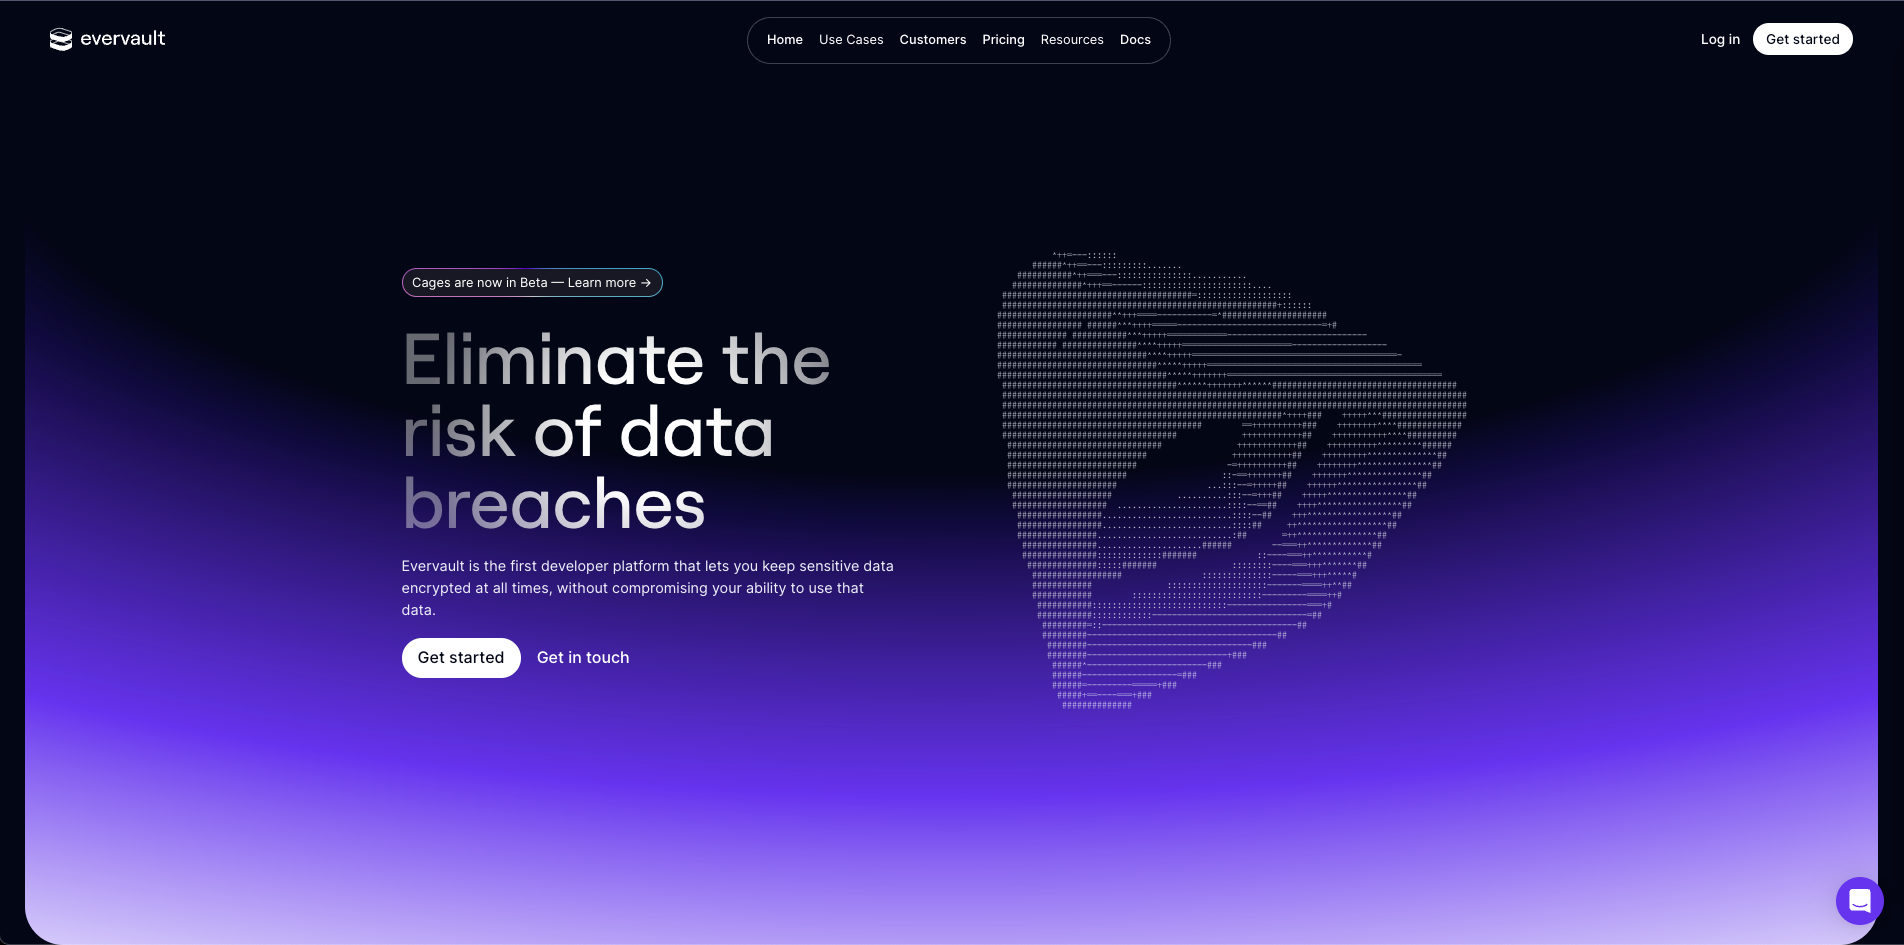 evervault
Home Use Cases Customers Pricing Resources Docs
Log in Get started
Cages are now in Beta — Learn more →
Eliminate the
risk of data
breaches
Evervault is the first developer platform that lets you keep sensitive data
encrypted at all times, without compromising your ability to use that
data.
Get started Get in touch